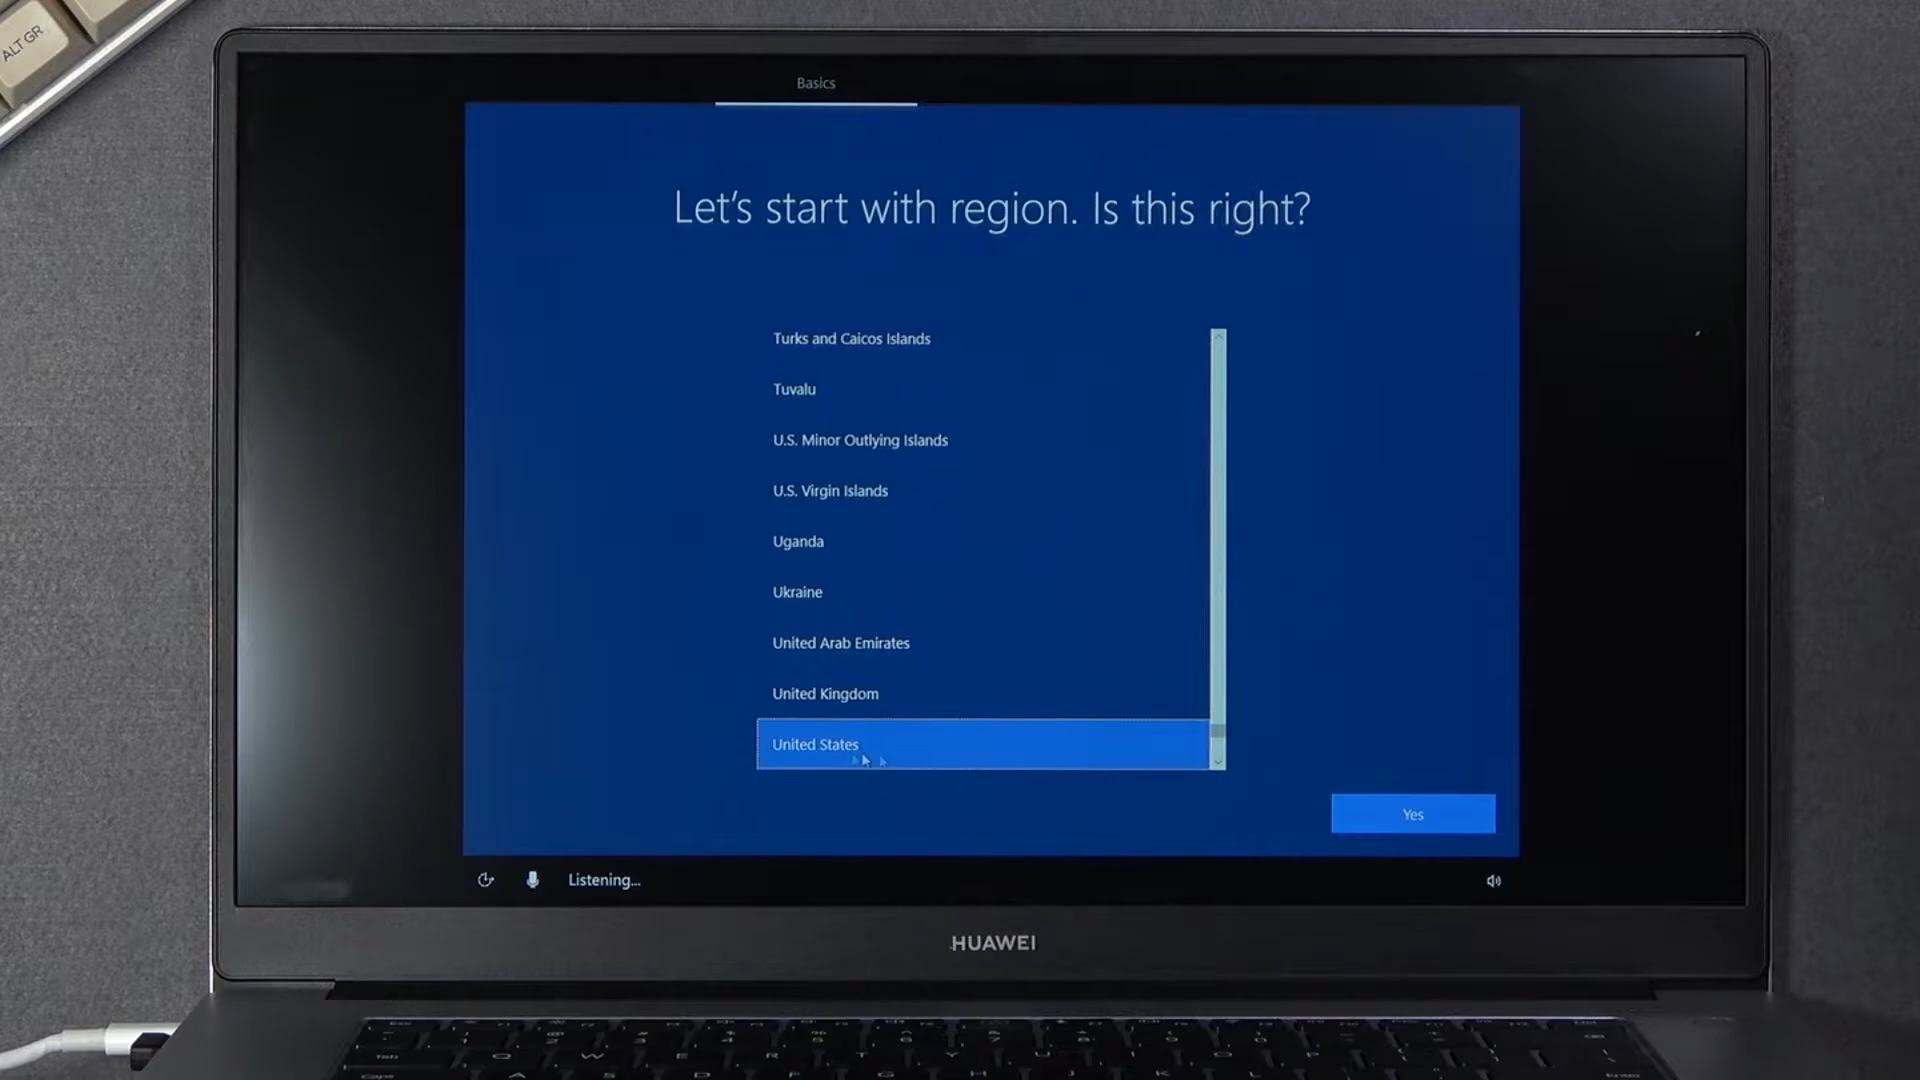 ALT GR
Basics
Let's start with region. Is this right?
Turks and Caicos Islands
Tuvalu
U.S. Minor Outlying Islands
U.S. Virgin Islands
Uganda
Ukraine
United Arab Emirates
United Kingdom
United States
Yes
Listening...
HUAWEI